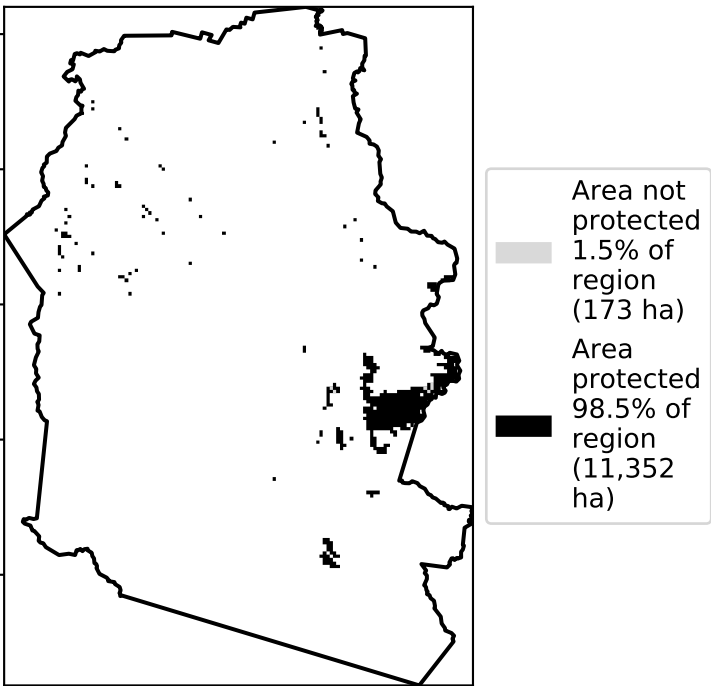 Area not
protected
1.5% of
region
(173 ha)
Area
protected
98.5% of
region
(11,352
ha)